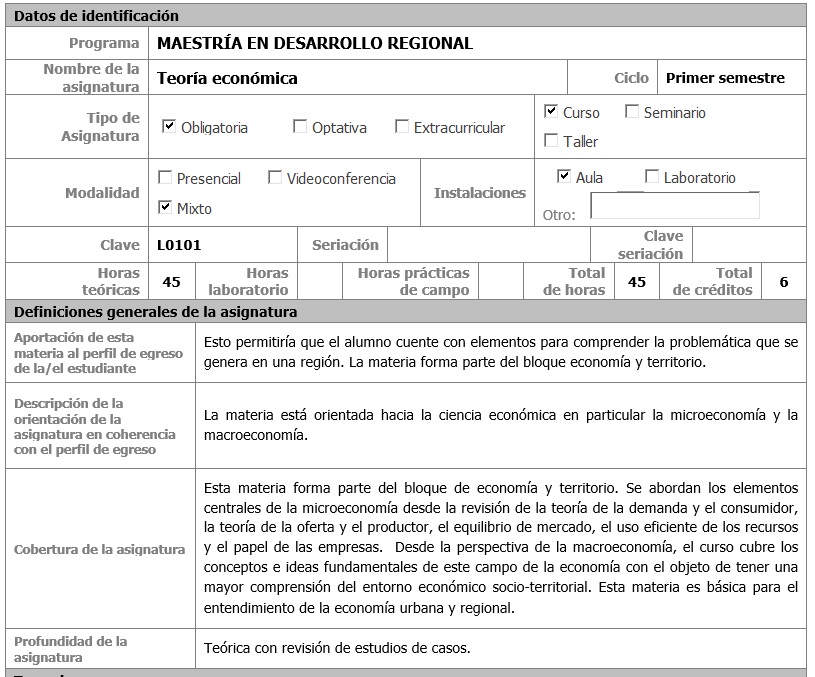 Datos de identificación
Programa MAESTRÍA EN DESARROLLO REGIONAL
Nombre de la asignatura Teoría económica Ciclo Primer semestre
Tipo de Asignatura Obligatoria Optativa Extracurricular Curso Seminario
Taller
Modalidad Presencial Videoconferencia
Mixto
Instalaciones Aula Laboratorio
Otro:
Clave L0101 Seriación Clave seriación
Horas teóricas 45 Horas laboratorio Horas prácticas de campo Total de horas 45 Total de créditos 6
Definiciones generales de la asignatura
Aportación de esta
materia al perfil de egreso
de la/el estudiante
Esto permitiría que el alumno cuente con elementos para comprender la problemática que se
genera en una región. La materia forma parte del bloque economía y territorio.
Descripción de la
orientación de la
asignatura en coherencia
con el perfil de egreso
La materia está orientada hacia la ciencia económica en particular la microeconomía y la
macroeconomía.
Cobertura de la asignatura
Esta materia forma parte del bloque de economía y territorio. Se abordan los elementos
centrales de la microeconomía desde la revisión de la teoría de la demanda y el consumidor,
la teoría de la oferta y el productor, el equilibrio de mercado, el uso eficiente de los recursos
y el papel de las empresas. Desde la perspectiva de la macroeconomía, el curso cubre los
conceptos e ideas fundamentales de este campo de la economía con el objeto de tener una
mayor comprensión del entorno económico socio-territorial. Esta materia es básica para el
entendimiento de la economía urbana y regional.
Profundidad de la
asignatura
Teórica con revisión de estudios de casos.